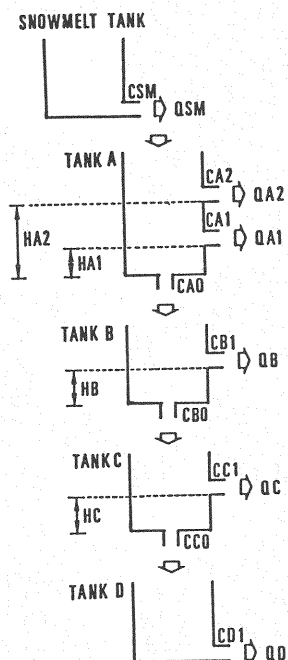 SNOWMELT TANK
CSM
QSM
TANK A
CA2
QA2
CA1
QA1
HA2
HA1
CA0
TANK B
CB1
QB
HB
CB0
TANK C
CC1
QC
HC
CC0
TANK D
CD1
QD